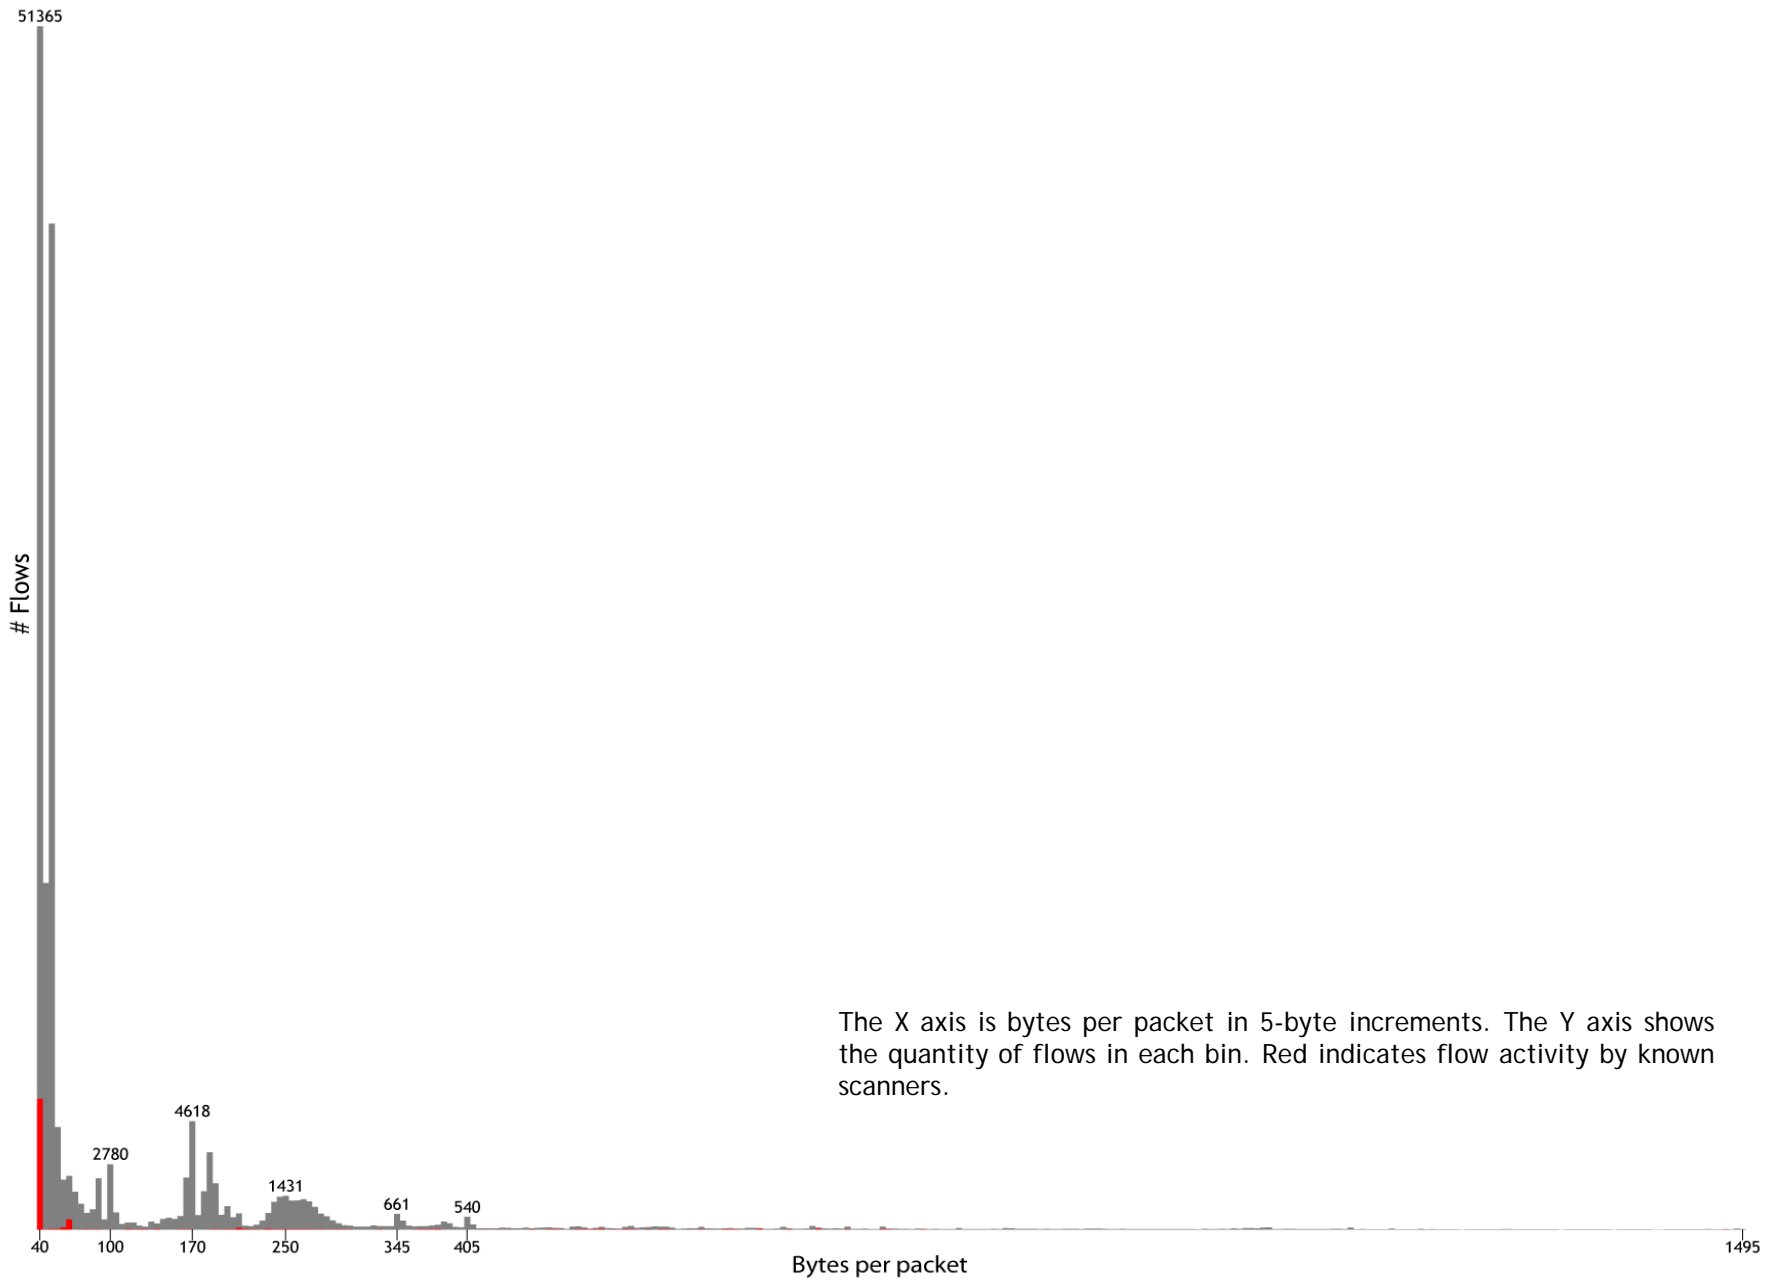 51365
# Flows
The X axis is bytes per packet in 5-byte increments. The Y axis shows
the quantity of flows in each bin. Red indicates flow activity by known
scanners.
4618
2780
1431
661
540
40 100 170 250 345 405 1495
Bytes per packet